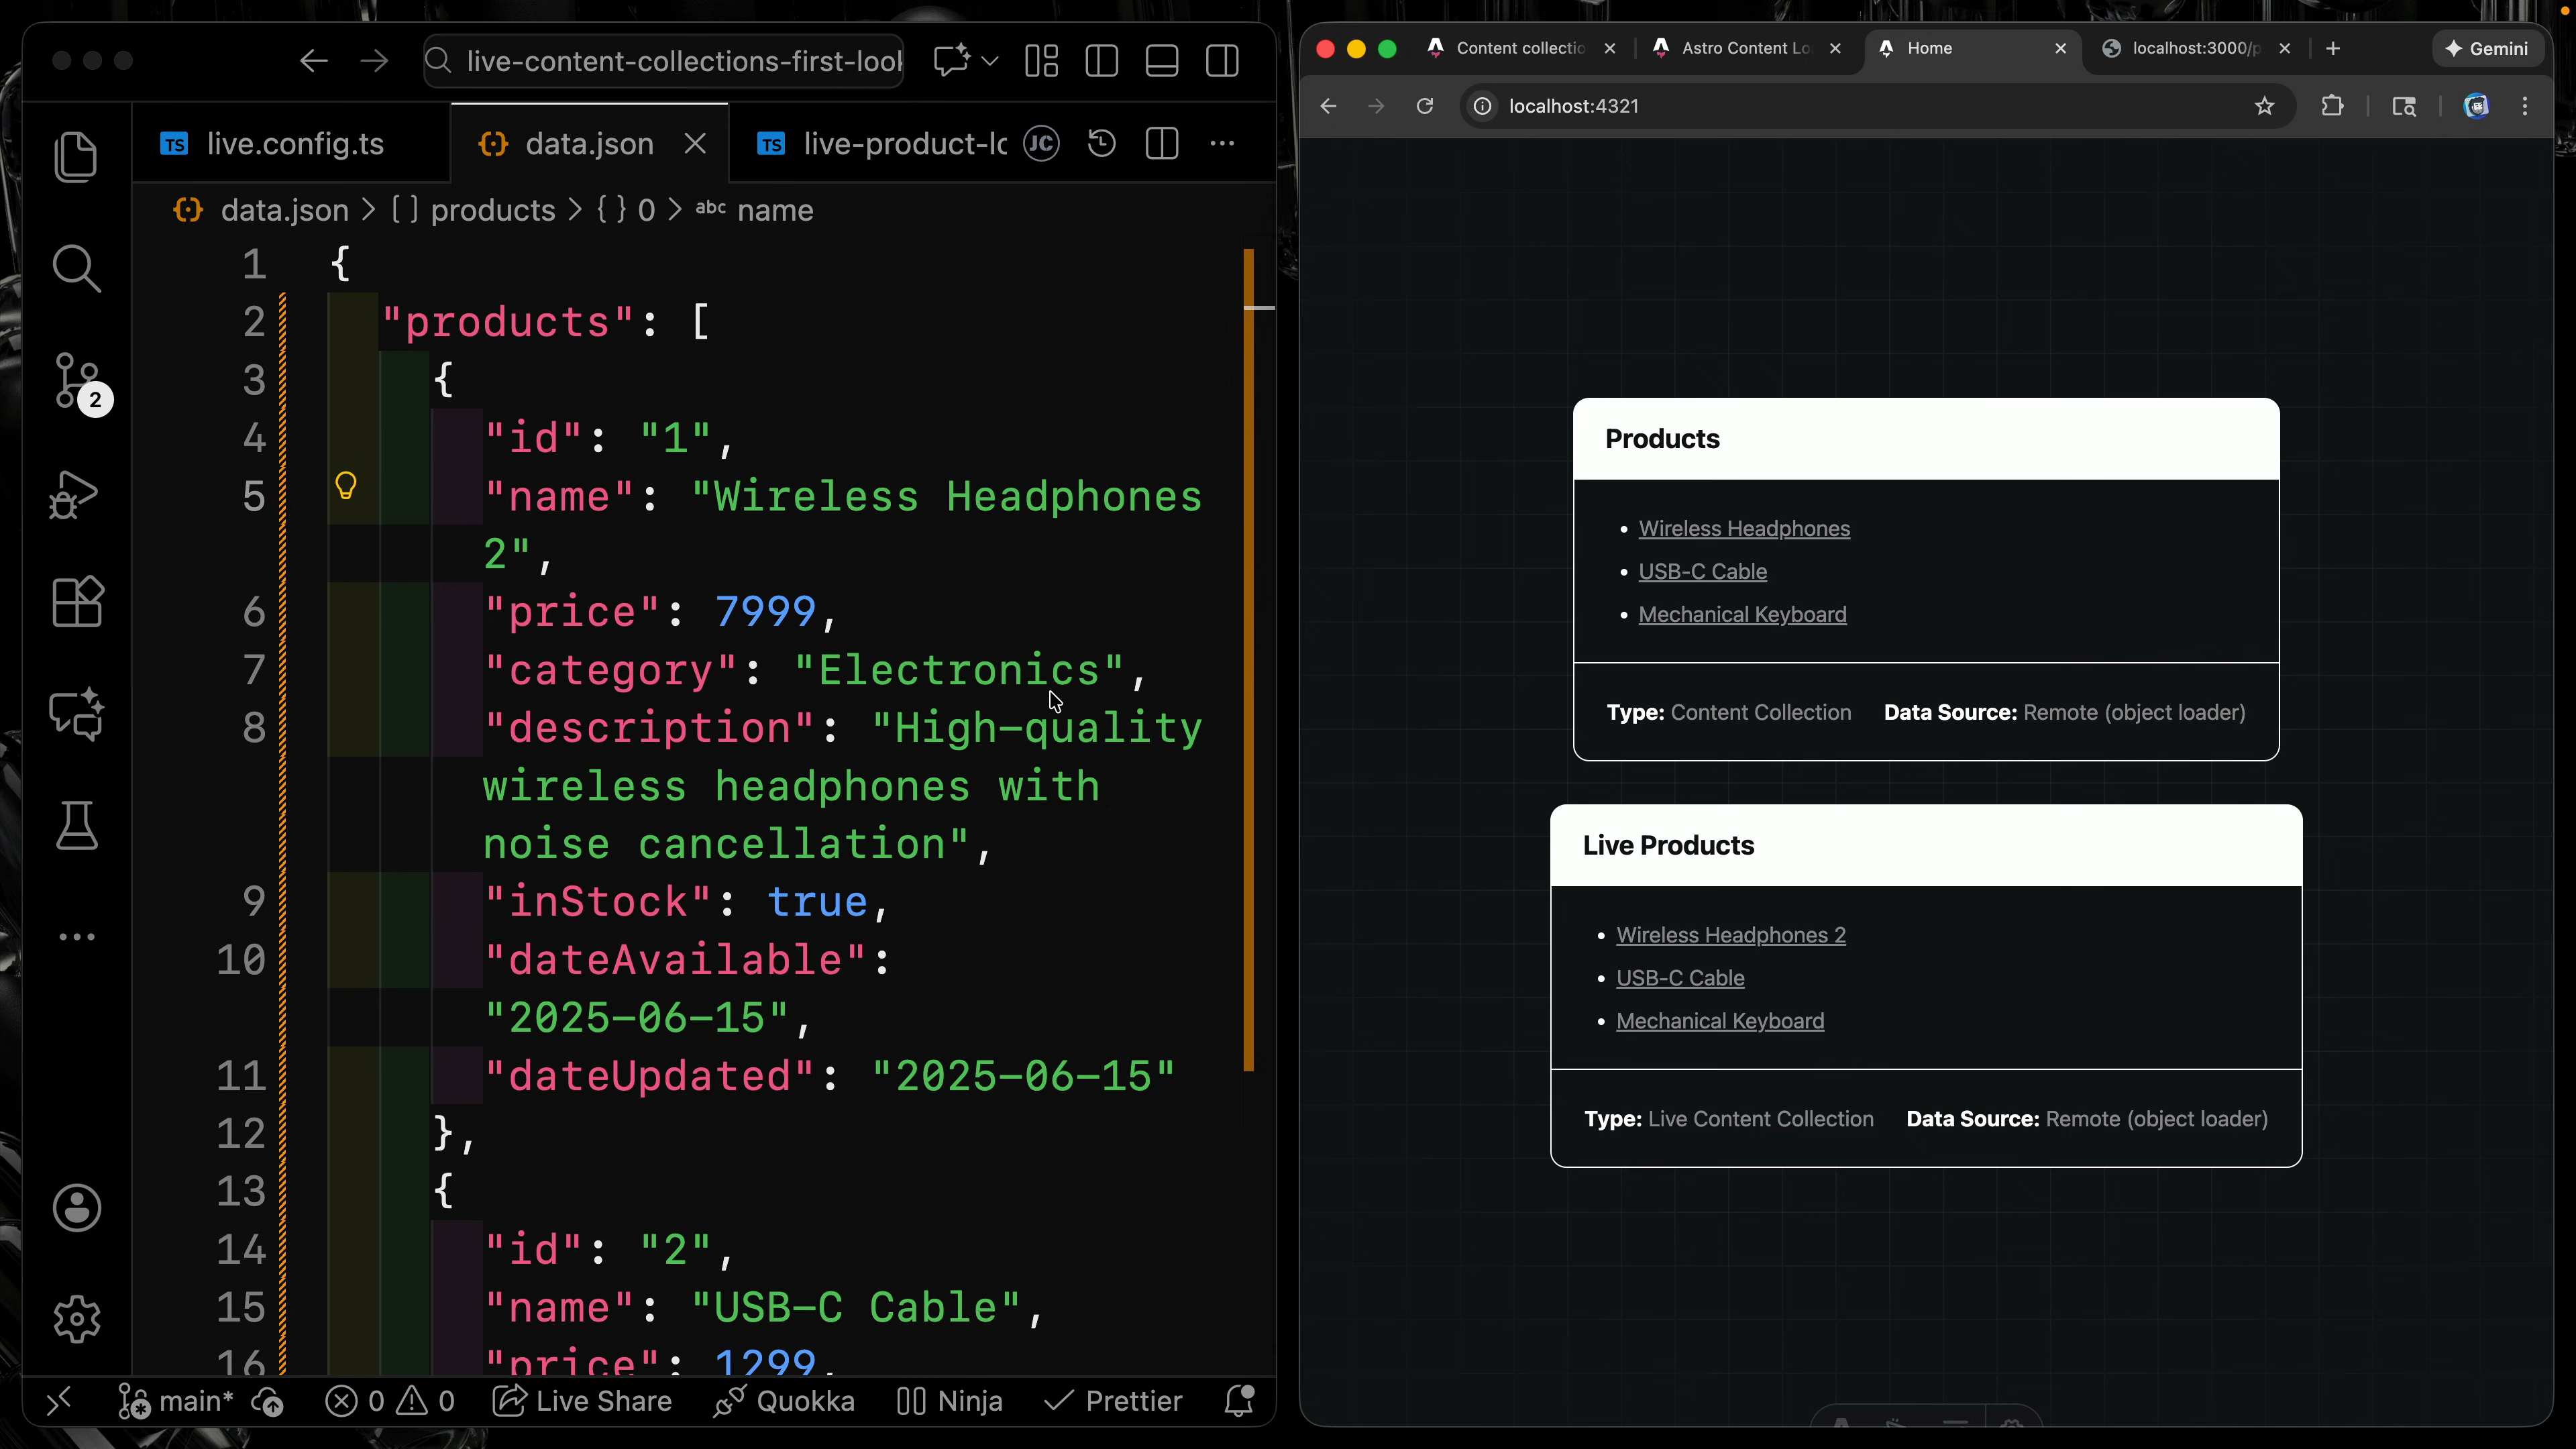 live-content-collections-first-lool
live.config.ts
data.json
live-product-lo
JC
data.json > [ ] products > { } 0 > abc name
1 {
2 "products": [
3 {
4 "id": "1",
5 "name": "Wireless Headphones
2",
6 "price": 7999,
7 "category": "Electronics",
8 "description": "High-quality
wireless headphones with
noise cancellation",
9 "inStock": true,
10 "dateAvailable":
"2025-06-15",
11 "dateUpdated": "2025-06-15"
12 },
13 {
14 "id": "2",
15 "name": "USB-C Cable",
16 "price": 1299,
2
main* 0 0 Live Share Quokka Ninja Prettier
Content collectio
Astro Content Lo
Home
localhost:3000/p
Gemini
localhost:4321
Products
• Wireless Headphones
• USB-C Cable
• Mechanical Keyboard
Type: Content Collection Data Source: Remote (object loader)
Live Products
• Wireless Headphones 2
• USB-C Cable
• Mechanical Keyboard
Type: Live Content Collection Data Source: Remote (object loader)